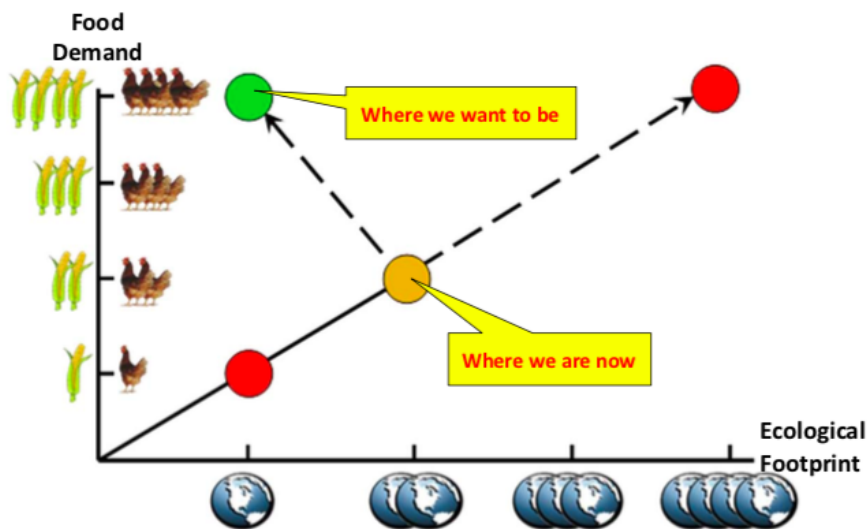 Food
Demand
Where we want to be
Where we are now
Ecological
Footprint